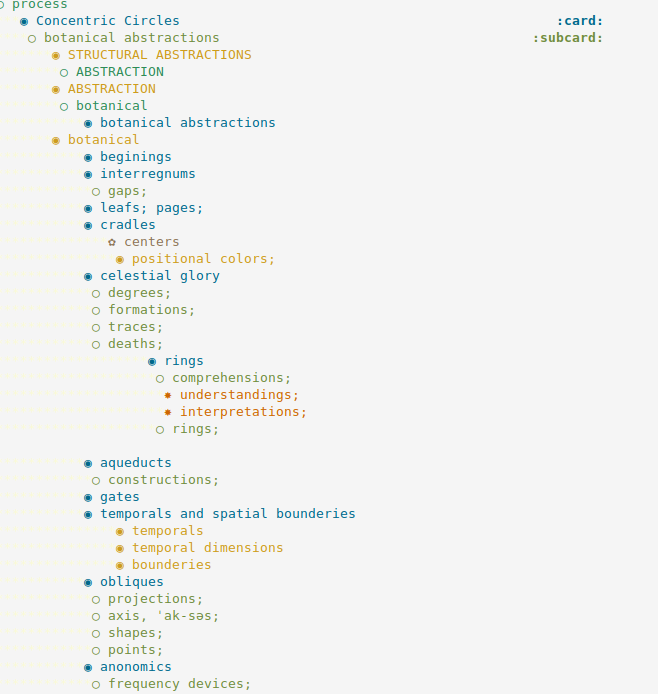 process
Concentric Circles :card:
botanical abstractions :subcard:
STRUCTURAL ABSTRACTIONS
ABSTRACTION
ABSTRACTION
botanical
botanical abstractions
botanical
beginings
interregnums
gaps;
leafs; pages;
cradles
centers
positional colors;
celestial glory
degrees;
formations;
traces;
deaths;
rings
comprehensions;
understandings;
interpretations;
rings;
aqueducts
constructions;
gates
temporals and spatial bounderies
temporals
temporal dimensions
bounderies
obliques
projections;
axis, ˈak-səs;
shapes;
points;
anonomics
frequency devices;